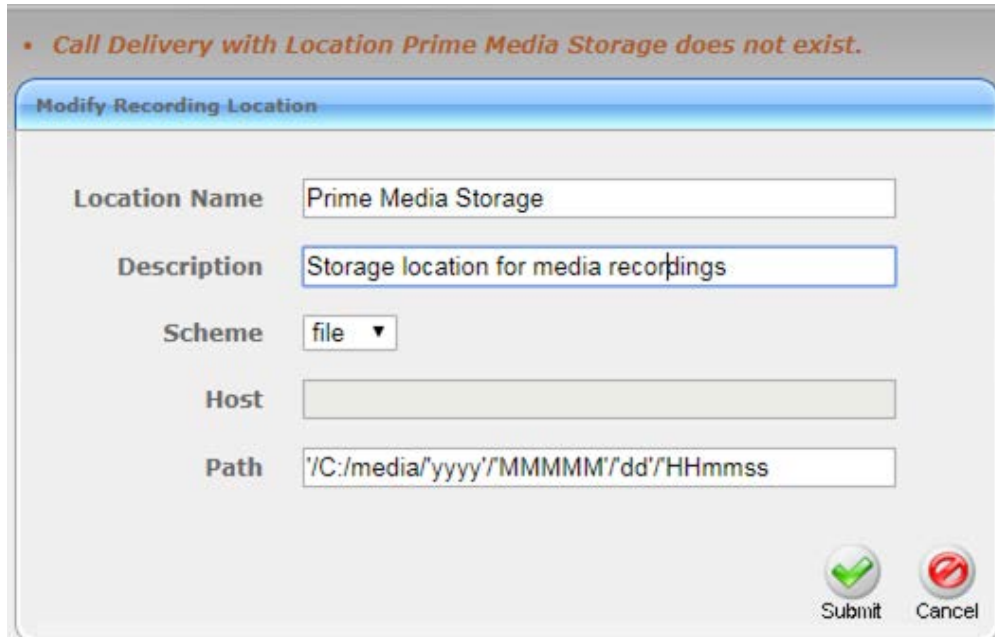 • Call Delivery with Location Prime Media Storage does not exist.
Modify Recording Location
Location Name Prime Media Storage
Description Storage location for media recordings
Scheme file
Host
Path '/C:/media/'yyyy'/'MMMMM'/'dd'/'HHmmss
Submit Cancel